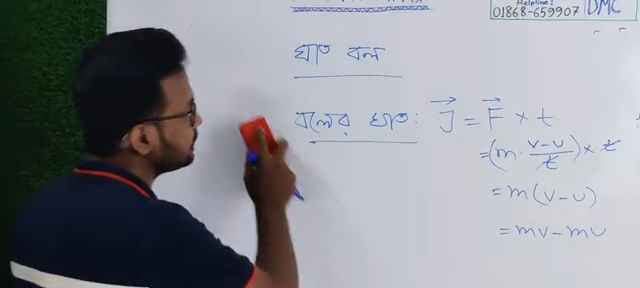 Helpline:
01868-659907 DMC
ঘাত বল
বলের ঘাত: J = F × t
= (m · v-u/t) × t
= m(v-u)
= mv-mu